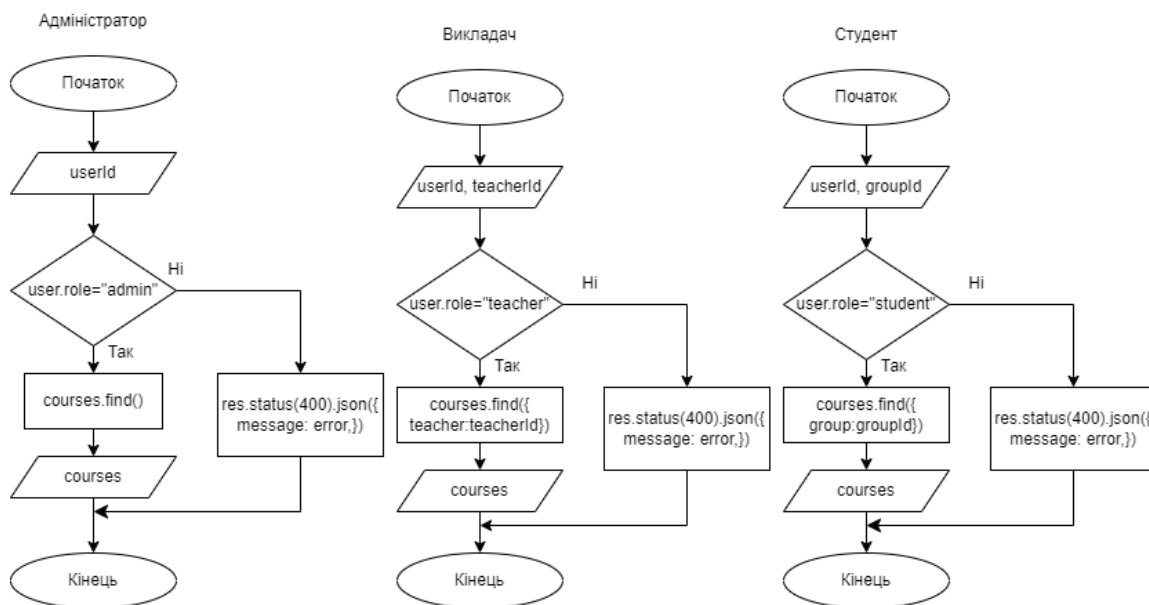 Адміністратор
Початок
userId
user.role="admin"
Ні
Так
courses.find()
res.status(400).json({
message: error,})
courses
Кінець
Викладач
Початок
userId, teacherId
user.role="teacher"
Ні
Так
courses.find({
teacher:teacherId})
res.status(400).json({
message: error,})
courses
Кінець
Студент
Початок
userId, groupId
user.role="student"
Ні
Так
courses.find({
group:groupId})
res.status(400).json({
message: error,})
courses
Кінець